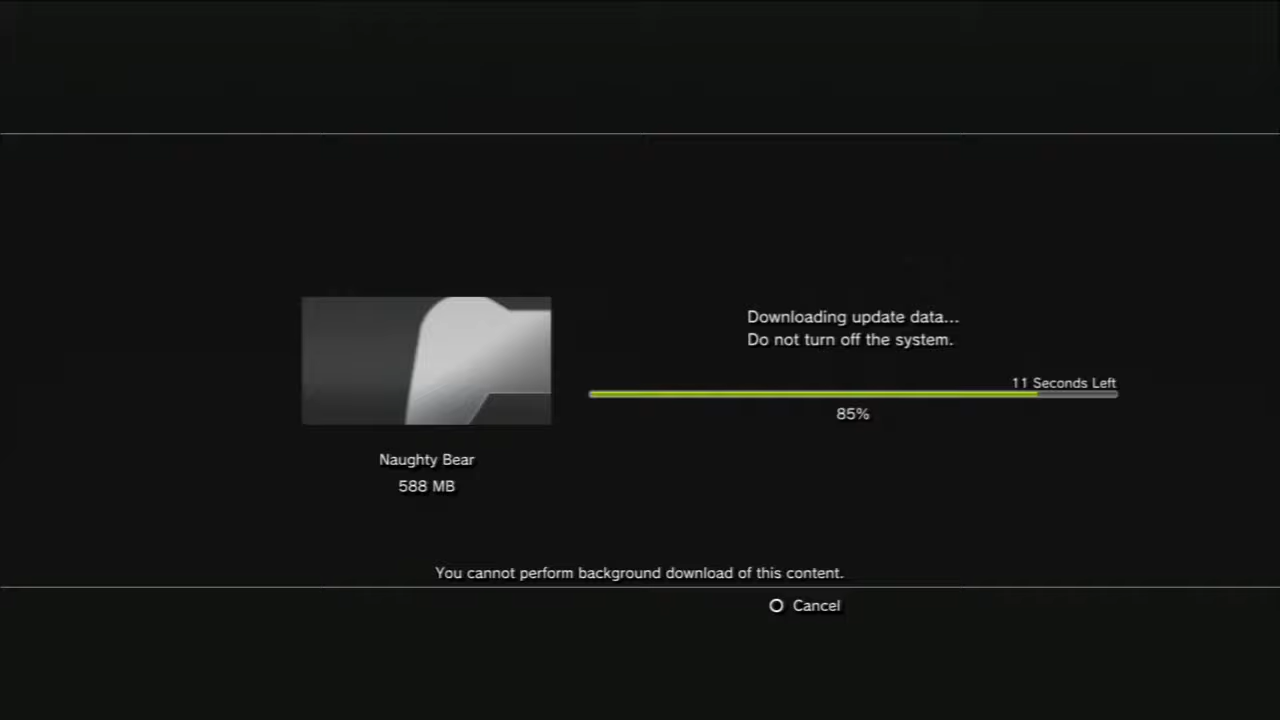 Downloading update data...
Do not turn off the system.
11 Seconds Left
85%
Naughty Bear
588 MB
You cannot perform background download of this content.
Cancel